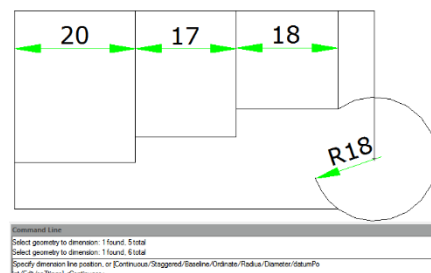 20 17 18
R18
Command Line
Select geometry to dimension: 1 found, 5 total
Select geometry to dimension: 1 found, 6 total
Specify dimension line position, or [Continuous/Staggered/Baseline/Ordinate/Radius/Diameter/datumPo